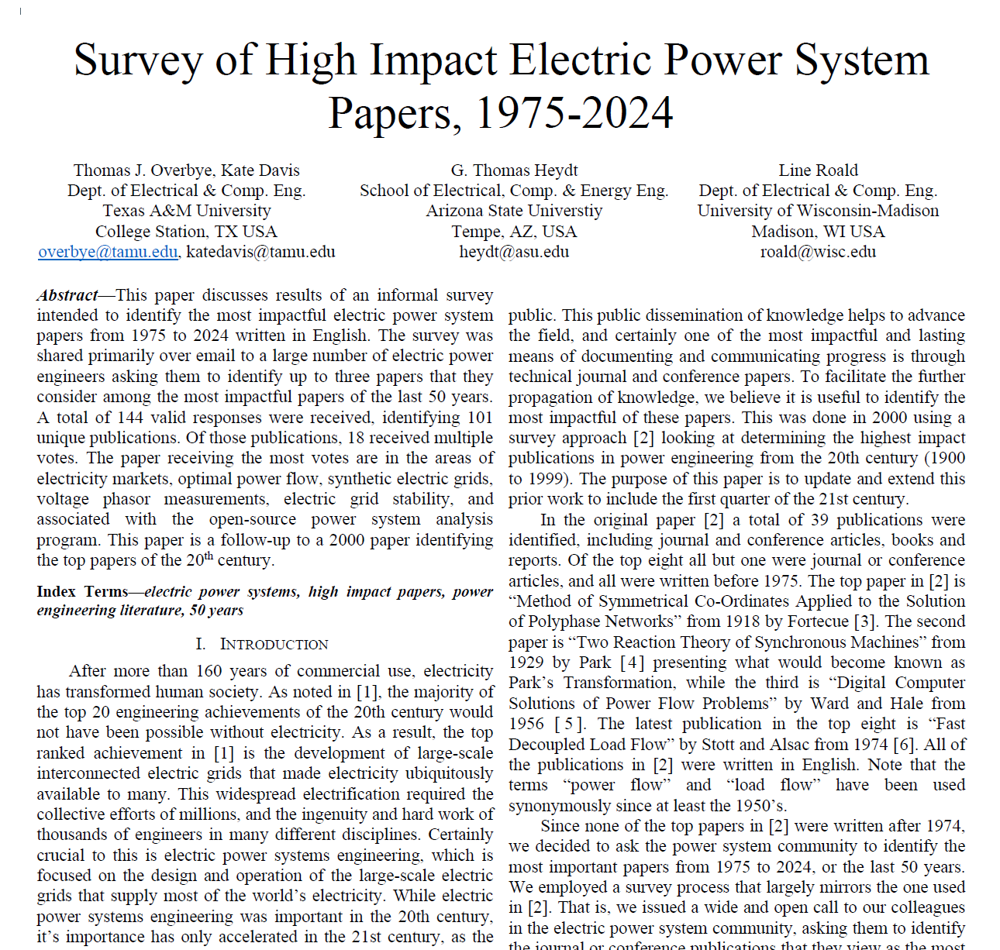 Survey of High Impact Electric Power System
Papers, 1975-2024
Thomas J. Overbye, Kate Davis
Dept. of Electrical & Comp. Eng.
Texas A&M University
College Station, TX USA
overbye@tamu.edu, katedavis@tamu.edu
G. Thomas Heydt
School of Electrical, Comp. & Energy Eng.
Arizona State Universtiy
Tempe, AZ, USA
heydt@asu.edu
Line Roald
Dept. of Electrical & Comp. Eng.
University of Wisconsin-Madison
Madison, WI USA
roald@wisc.edu
Abstract—This paper discusses results of an informal survey
intended to identify the most impactful electric power system
papers from 1975 to 2024 written in English. The survey was
shared primarily over email to a large number of electric power
engineers asking them to identify up to three papers that they
consider among the most impactful papers of the last 50 years.
A total of 144 valid responses were received, identifying 101
unique publications. Of those publications, 18 received multiple
votes. The paper receiving the most votes are in the areas of
electricity markets, optimal power flow, synthetic electric grids,
voltage phasor measurements, electric grid stability, and
associated with the open-source power system analysis
program. This paper is a follow-up to a 2000 paper identifying
the top papers of the 20th century.
Index Terms—electric power systems, high impact papers, power
engineering literature, 50 years
I. INTRODUCTION
After more than 160 years of commercial use, electricity
has transformed human society. As noted in [1], the majority of
the top 20 engineering achievements of the 20th century would
not have been possible without electricity. As a result, the top
ranked achievement in [1] is the development of large-scale
interconnected electric grids that made electricity ubiquitously
available to many. This widespread electrification required the
collective efforts of millions, and the ingenuity and hard work of
thousands of engineers in many different disciplines. Certainly
crucial to this is electric power systems engineering, which is
focused on the design and operation of the large-scale electric
grids that supply most of the world's electricity. While electric
power systems engineering was important in the 20th century,
it's importance has only accelerated in the 21st century, as the
public. This public dissemination of knowledge helps to advance
the field, and certainly one of the most impactful and lasting
means of documenting and communicating progress is through
technical journal and conference papers. To facilitate the further
propagation of knowledge, we believe it is useful to identify the
most impactful of these papers. This was done in 2000 using a
survey approach [2] looking at determining the highest impact
publications in power engineering from the 20th century (1900
to 1999). The purpose of this paper is to update and extend this
prior work to include the first quarter of the 21st century.
In the original paper [2] a total of 39 publications were
identified, including journal and conference articles, books and
reports. Of the top eight all but one were journal or conference
articles, and all were written before 1975. The top paper in [2] is
“Method of Symmetrical Co-Ordinates Applied to the Solution
of Polyphase Networks” from 1918 by Fortecue [3]. The second
paper is “Two Reaction Theory of Synchronous Machines” from
1929 by Park [4] presenting what would become known as
Park's Transformation, while the third is “Digital Computer
Solutions of Power Flow Problems” by Ward and Hale from
1956 [5]. The latest publication in the top eight is “Fast
Decoupled Load Flow” by Stott and Alsac from 1974 [6]. All of
the publications in [2] were written in English. Note that the
terms “power flow” and “load flow” have been used
synonymously since at least the 1950's.
Since none of the top papers in [2] were written after 1974,
we decided to ask the power system community to identify the
most important papers from 1975 to 2024, or the last 50 years.
We employed a survey process that largely mirrors the one used
in [2]. That is, we issued a wide and open call to our colleagues
in the electric power system community, asking them to identify
the journal or conference publications that they view as the most